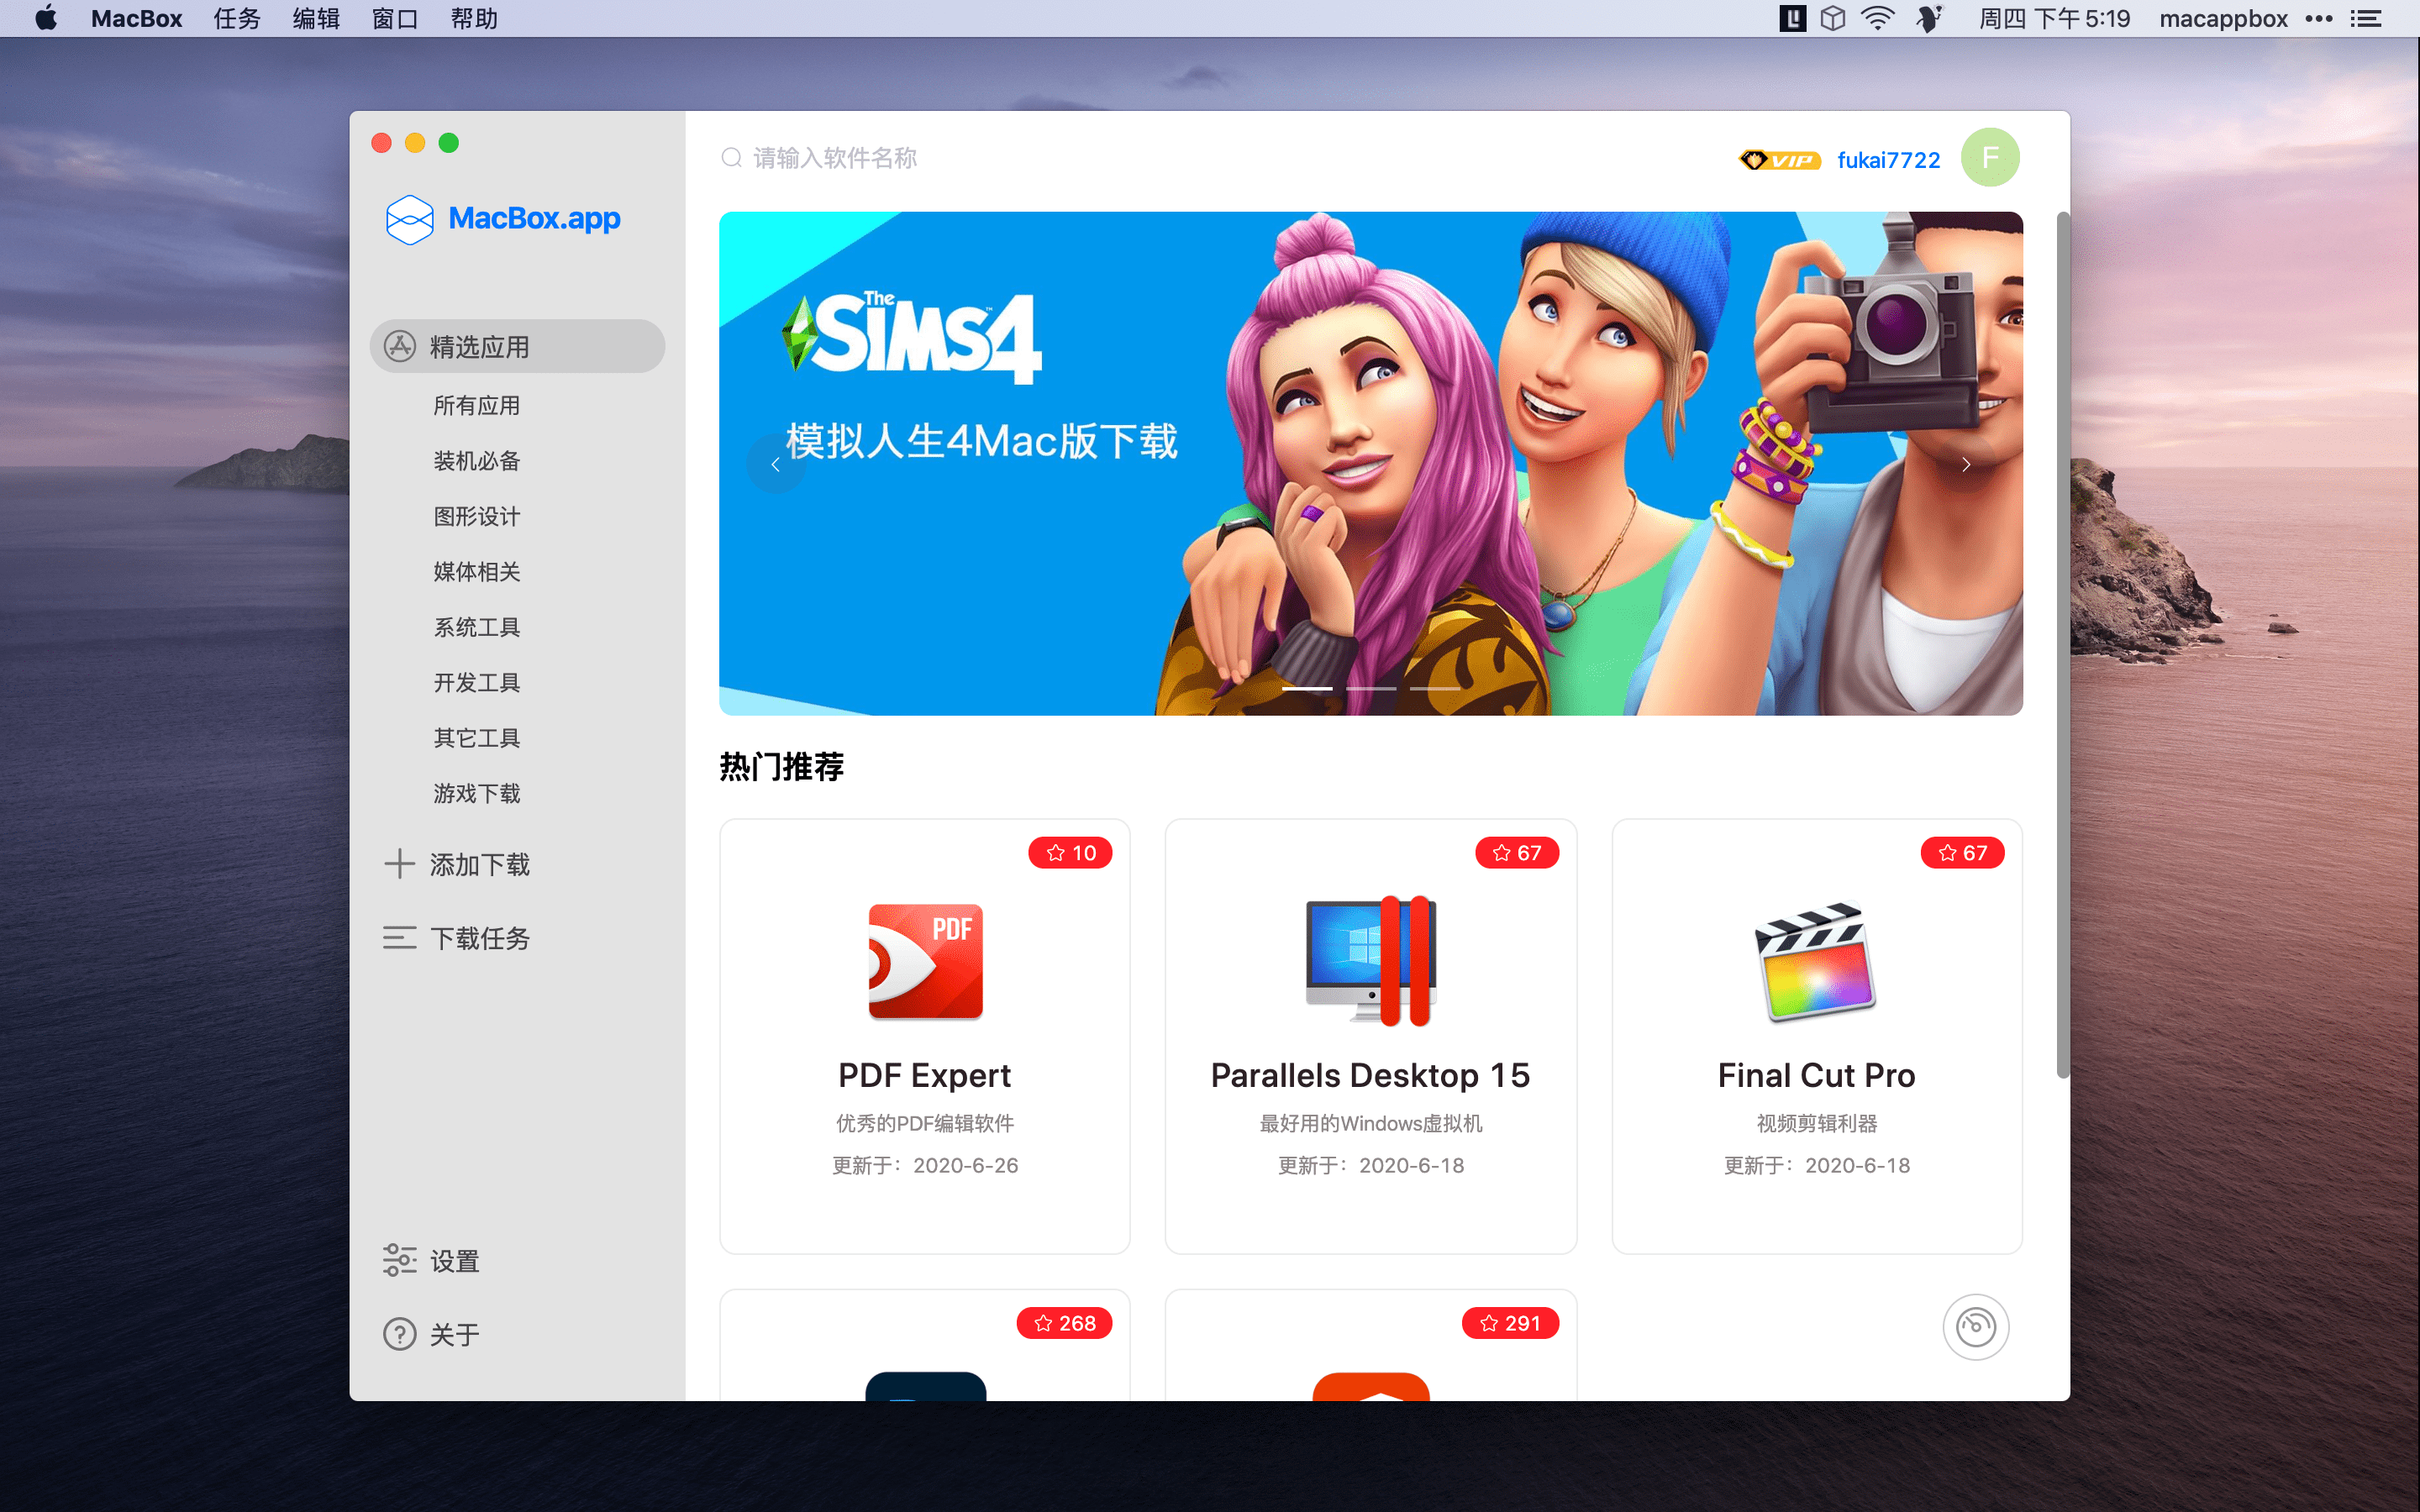 MacBox 任务 编辑 窗口 帮助 周四 下午5:19 macappbox
请输入软件名称 VIP fukai7722 F
MacBox.app
精选应用
所有应用
装机必备
图形设计
媒体相关
系统工具
开发工具
其它工具
游戏下载
添加下载
下载任务
设置
关于
The
SiMS4
模拟人生4Mac版下载
热门推荐
10
PDF
PDF Expert
优秀的PDF编辑软件
更新于：2020-6-26
67
Parallels Desktop 15
最好用的Windows虚拟机
更新于：2020-6-18
67
Final Cut Pro
视频剪辑利器
更新于：2020-6-18
268
291